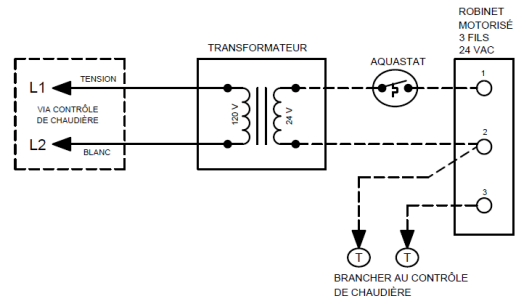 ROBINET
MOTORISÉ
3 FILS
24 VAC
TRANSFORMATEUR
AQUASTAT
1
L1
TENSION
VIA CONTRÔLE
DE CHAUDIÈRE
120 V
24 V
2
L2
BLANC
3
T
T
BRANCHER AU CONTRÔLE
DE CHAUDIÈRE